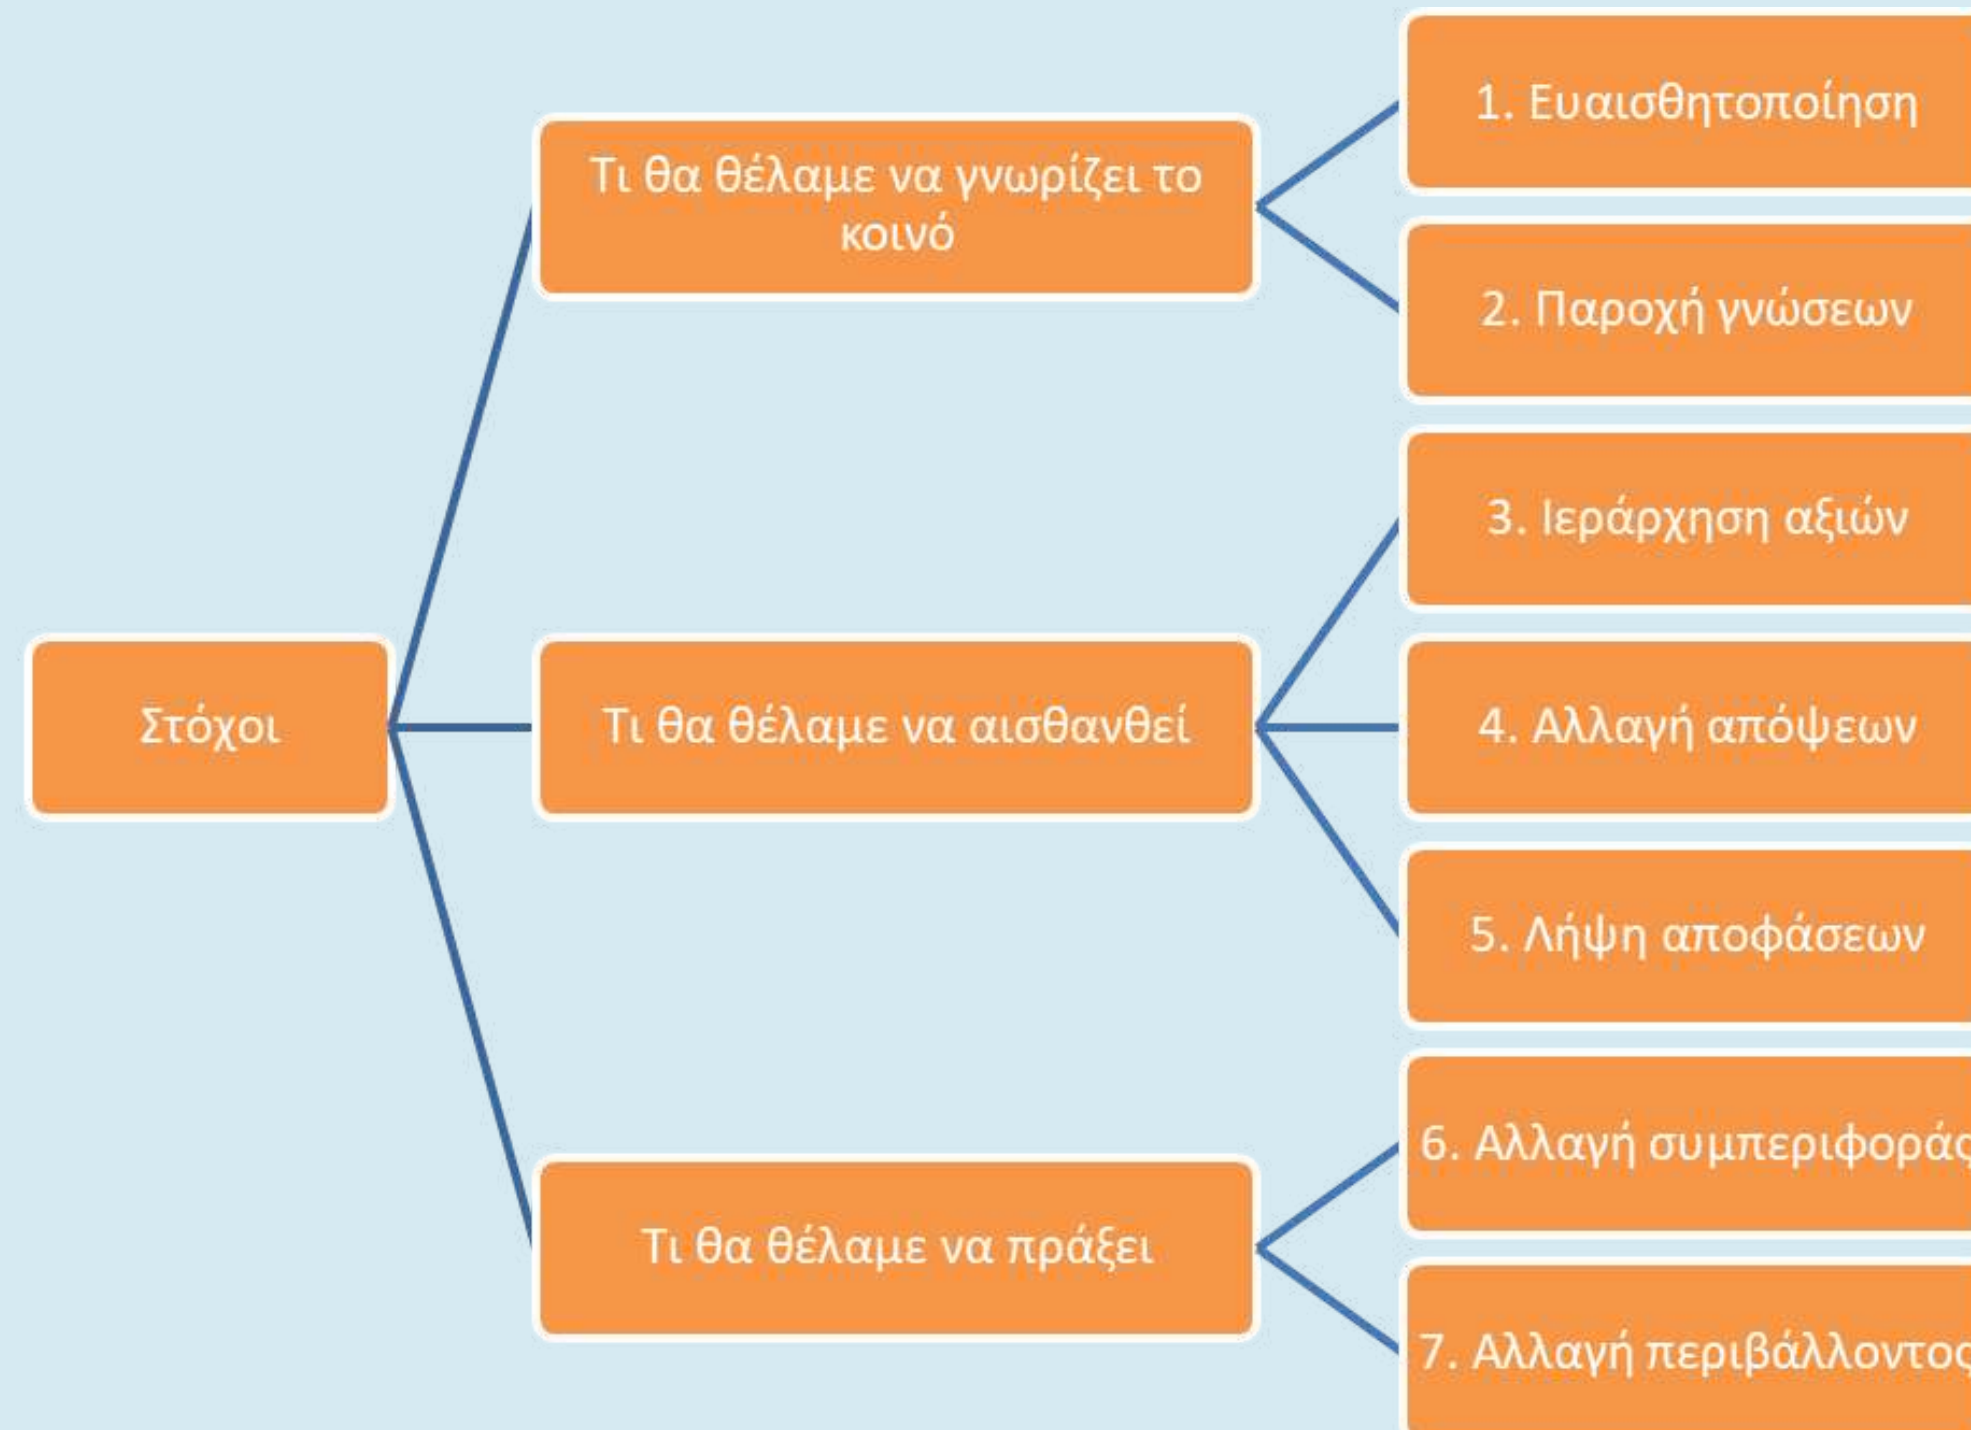 Στόχοι
Τι θα θέλαμε να γνωρίζει το
κοινό
1. Ευαισθητοποίηση
2. Παροχή γνώσεων
Τι θα θέλαμε να αισθανθεί
3. Ιεράρχηση αξιών
4. Αλλαγή απόψεων
5. Λήψη αποφάσεων
Τι θα θέλαμε να πράξει
6. Αλλαγή συμπεριφοράς
7. Αλλαγή περιβάλλοντος